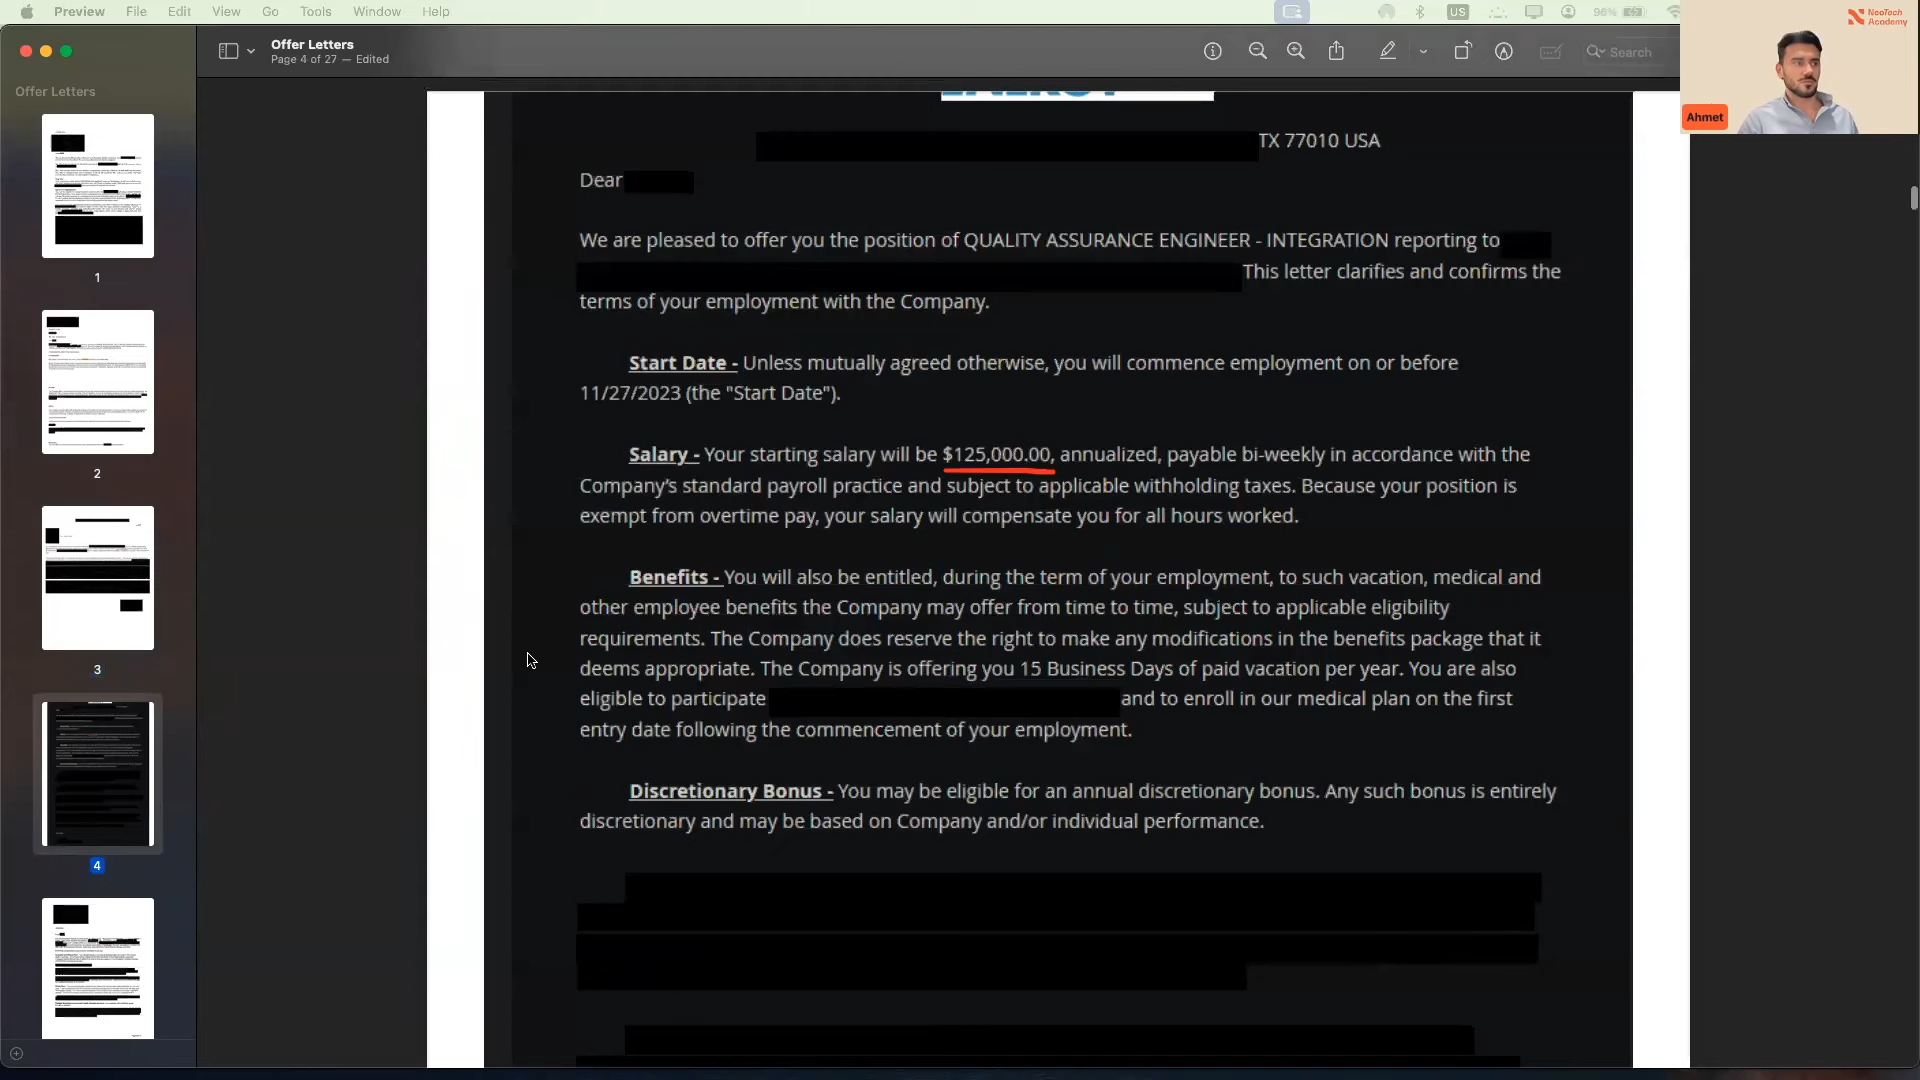 Preview File Edit View Go Tools Window Help
US
96%
NeoTech
Academy
Offer Letters
Page 4 of 27 — Edited
Search
Ahmet
Offer Letters
1
2
3
4
ENERGY
TX 77010 USA
Dear
We are pleased to offer you the position of QUALITY ASSURANCE ENGINEER - INTEGRATION reporting to
This letter clarifies and confirms the
terms of your employment with the Company.
Start Date - Unless mutually agreed otherwise, you will commence employment on or before
11/27/2023 (the "Start Date").
Salary - Your starting salary will be $125,000.00, annualized, payable bi-weekly in accordance with the
Company's standard payroll practice and subject to applicable withholding taxes. Because your position is
exempt from overtime pay, your salary will compensate you for all hours worked.
Benefits - You will also be entitled, during the term of your employment, to such vacation, medical and
other employee benefits the Company may offer from time to time, subject to applicable eligibility
requirements. The Company does reserve the right to make any modifications in the benefits package that it
deems appropriate. The Company is offering you 15 Business Days of paid vacation per year. You are also
eligible to participate and to enroll in our medical plan on the first
entry date following the commencement of your employment.
Discretionary Bonus - You may be eligible for an annual discretionary bonus. Any such bonus is entirely
discretionary and may be based on Company and/or individual performance.